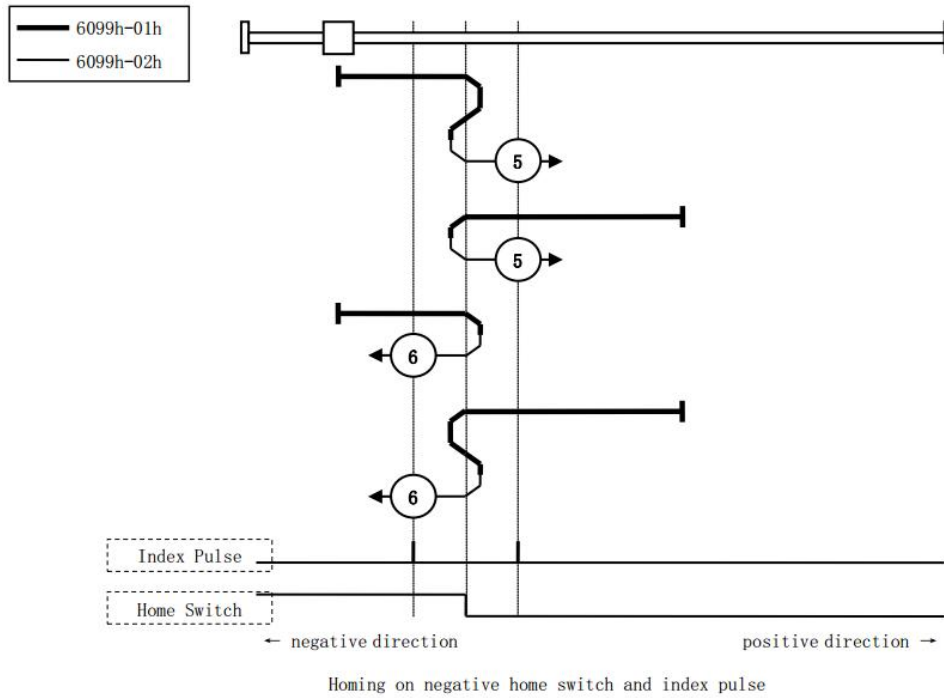 6099h-01h
6099h-02h
5
5
6
6
Index Pulse
Home Switch
← negative direction
positive direction →
Homing on negative home switch and index pulse